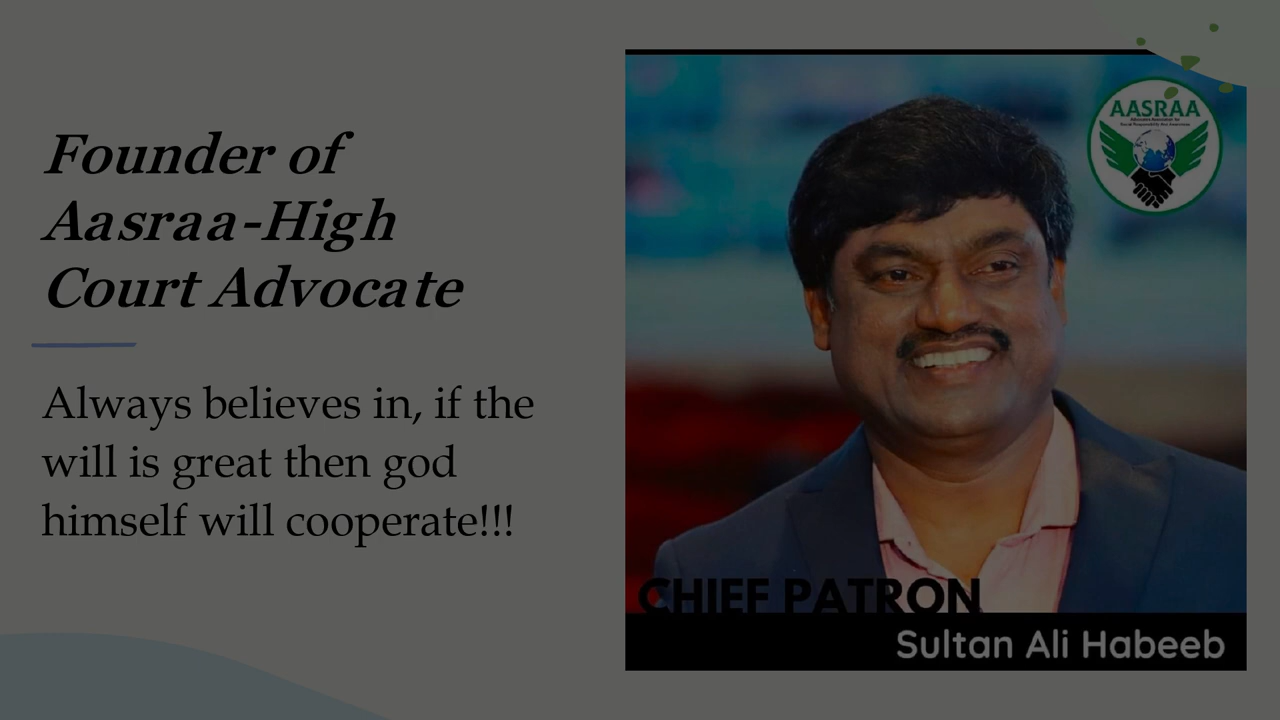 Founder of
Aasraa-High
Court Advocate
Always believes in, if the
will is great then god
himself will cooperate!!!
AASRAA
CHIEF PATRON
Sultan Ali Habeeb